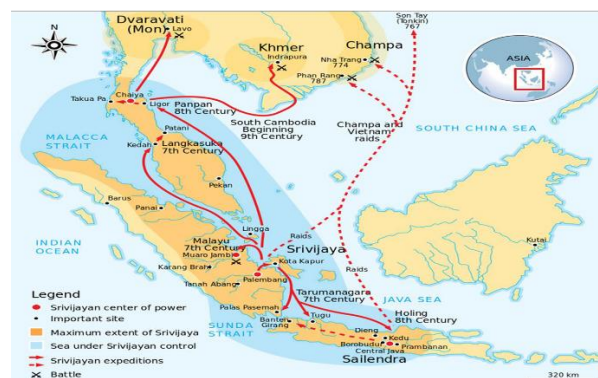 Dvaravati
(Mon)
Lavo
Khmer
Indrapura
Champa
Nha Trang
774
Phan Rang
787
Son Tay
(Tonkin)
767
ASIA
N
Takua Pa
Chaiya
Ligor
Panpan
8th Century
South Cambodia
Beginning
9th Century
Champa and
Vietnam
raids
SOUTH CHINA SEA
MALACCA
STRAIT
Patani
Langkasuka
7th Century
Kedah
Pekan
Barus
Panai
Lingga
Raids
INDIAN
OCEAN
Malayu
7th Century
Muaro Jambi
Srivijaya
Kota Kapur
Karang Brahi
Palembang
Tanah Abang
Kutai
Raids
Tarumanagara
7th Century
JAVA SEA
Palas Pasemah
Holing
8th Century
SUNDA
STRAIT
Banten
Girang
Tugu
Dieng
Kedu
Borobudur
Prambanan
Central Java
Sailendra
Legend
Srivijayan center of power
Important site
Maximum extent of Srivijaya
Sea under Srivijayan control
Srivijayan expeditions
Battle
320 km